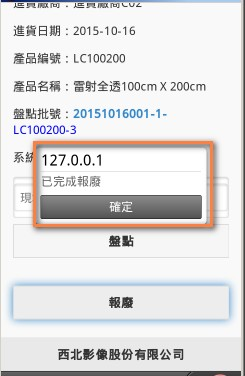 進貨廠商：進貨廠商C02
進貨日期：2015-10-16
產品編號：LC100200
產品名稱：雷射全透100cm X 200cm
盤點批號：20151016001-1-
LC100200-3
系統
127.0.0.1
已完成報廢
現
確定
盤點
報廢
西北影像股份有限公司